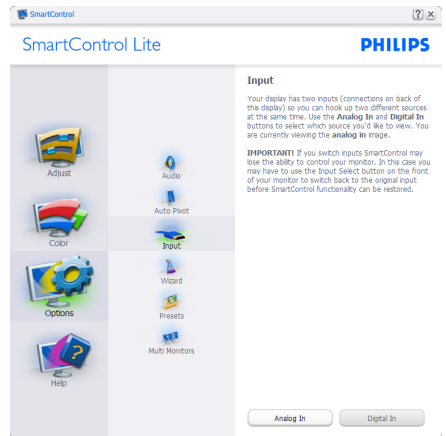 SmartControl
SmartControl Lite
PHILIPS
Adjust
Color
Options
Help
Audio
Auto Pivot
Input
Wizard
Presets
Multi Monitors
Input
Your display has two inputs (connections on back of
this display) so you can hook up two different sources
at the same time. Use the Analog In and Digital In
buttons to select which source you'd like to view. You
are currently viewing the analog in image.
IMPORTANT! If you switch inputs SmartControl may
lose the ability to control your monitor. In this case you
may have to use the Input Select button on the front
of your monitor to switch back to the original input
before SmartControl functionality can be restored.
Analog In
Digital In